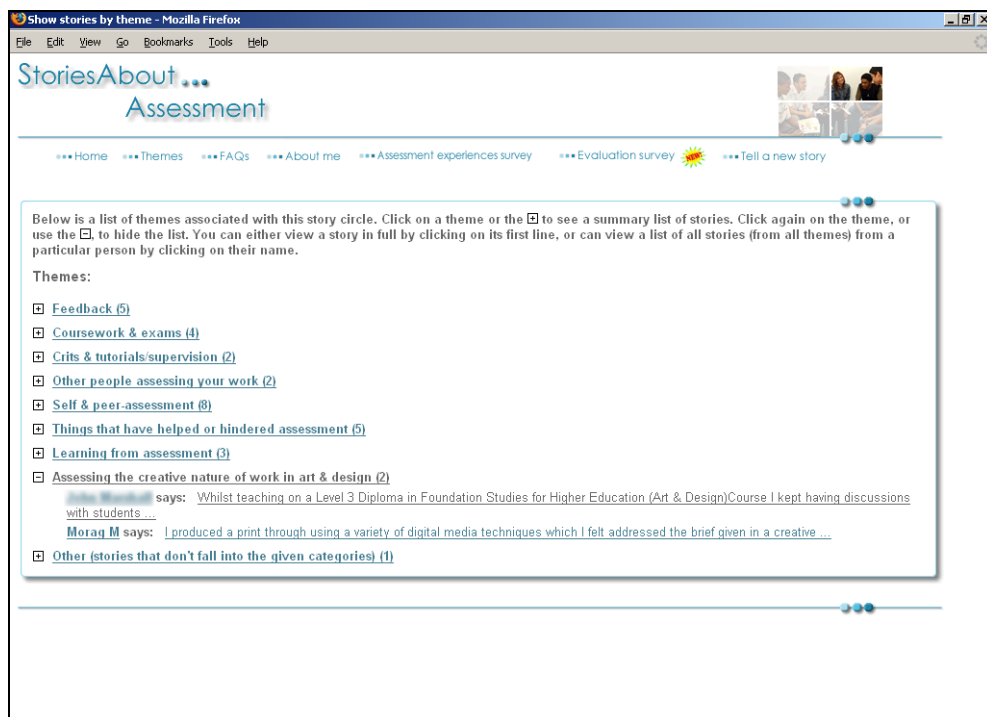 Show stories by theme - Mozilla Firefox
File Edit View Go Bookmarks Tools Help
StoriesAbout...
Assessment
Home Themes FAQs About me Assessment experiences survey Evaluation survey NEW! Tell a new story
Below is a list of themes associated with this story circle. Click on a theme or the + to see a summary list of stories. Click again on the theme, or
use the -, to hide the list. You can either view a story in full by clicking on its first line, or can view a list of all stories (from all themes) from a
particular person by clicking on their name.
Themes:
Feedback (5)
Coursework & exams (4)
Crits & tutorials/supervision (2)
Other people assessing your work (2)
Self & peer-assessment (8)
Things that have helped or hindered assessment (5)
Learning from assessment (3)
Assessing the creative nature of work in art & design (2)
says: Whilst teaching on a Level 3 Diploma in Foundation Studies for Higher Education (Art & Design)Course I kept having discussions
with students ...
Morag M says: I produced a print through using a variety of digital media techniques which I felt addressed the brief given in a creative ...
Other (stories that don't fall into the given categories) (1)